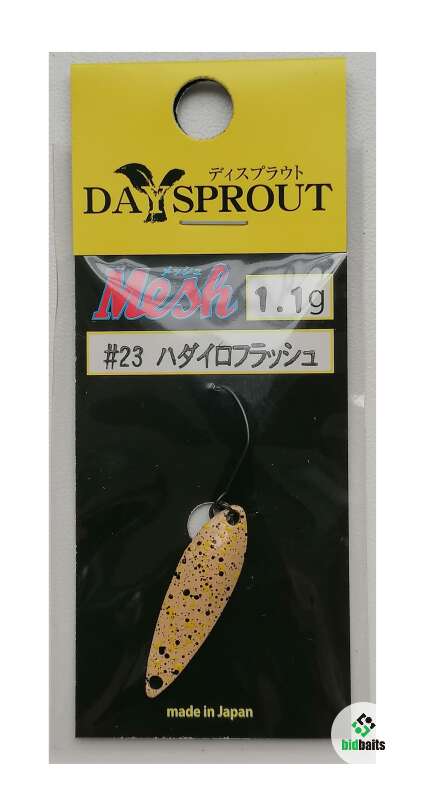 ディスプラウト
DAYSPROUT
メッシュ
Mesh
1.1g
#23 ハダイロフラッシュ
made in Japan
bidbaits